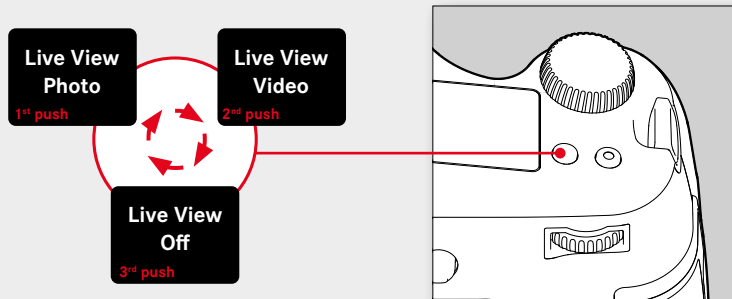 Live View
Photo
1st push
Live View
Video
2nd push
Live View
Off
3rd push